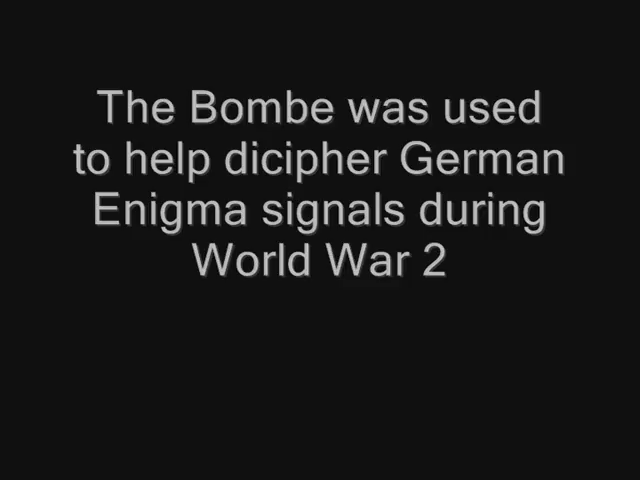 The Bombe was used
to help dicipher German
Enigma signals during
World War 2